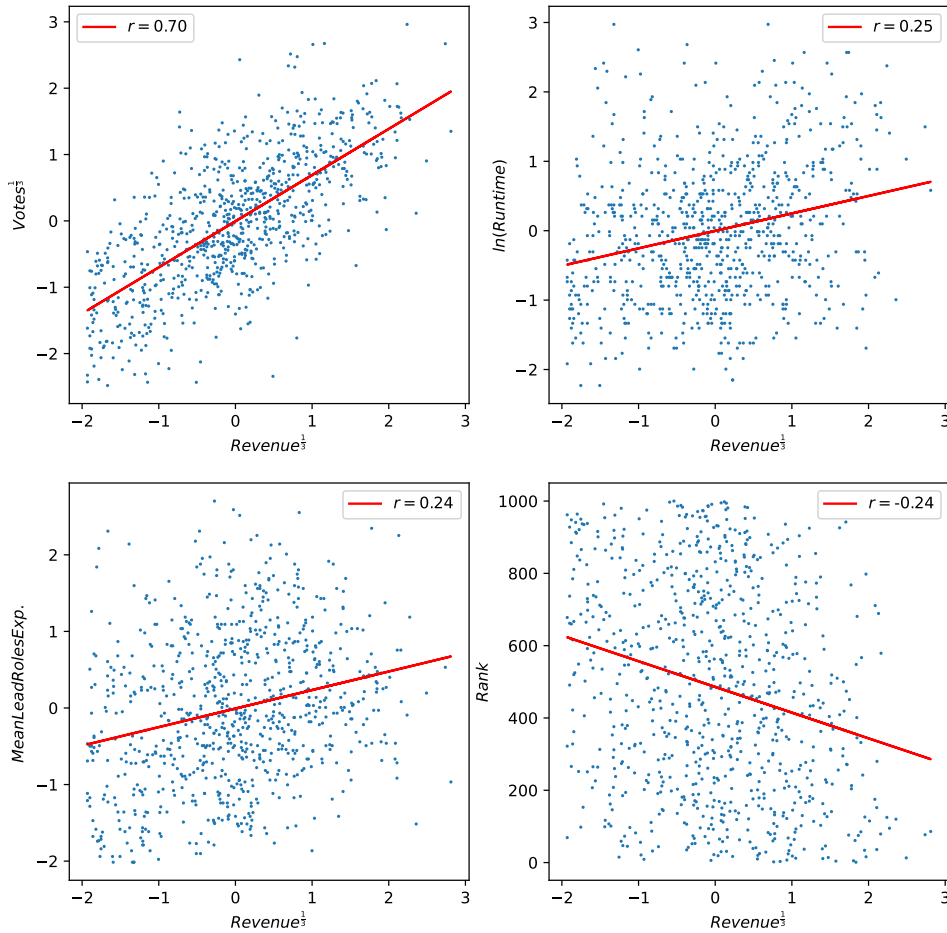 r = 0.70
3
2
1
0
−1
−2
Votes^{1/3}
−2 −1 0 1 2 3
Revenue^{1/3}
r = 0.25
3
2
1
0
−1
−2
ln(Runtime)
−2 −1 0 1 2 3
Revenue^{1/3}
r = 0.24
2
1
0
−1
−2
MeanLeadRolesExp.
−2 −1 0 1 2 3
Revenue^{1/3}
r = -0.24
1000
800
600
400
200
0
Rank
−2 −1 0 1 2 3
Revenue^{1/3}